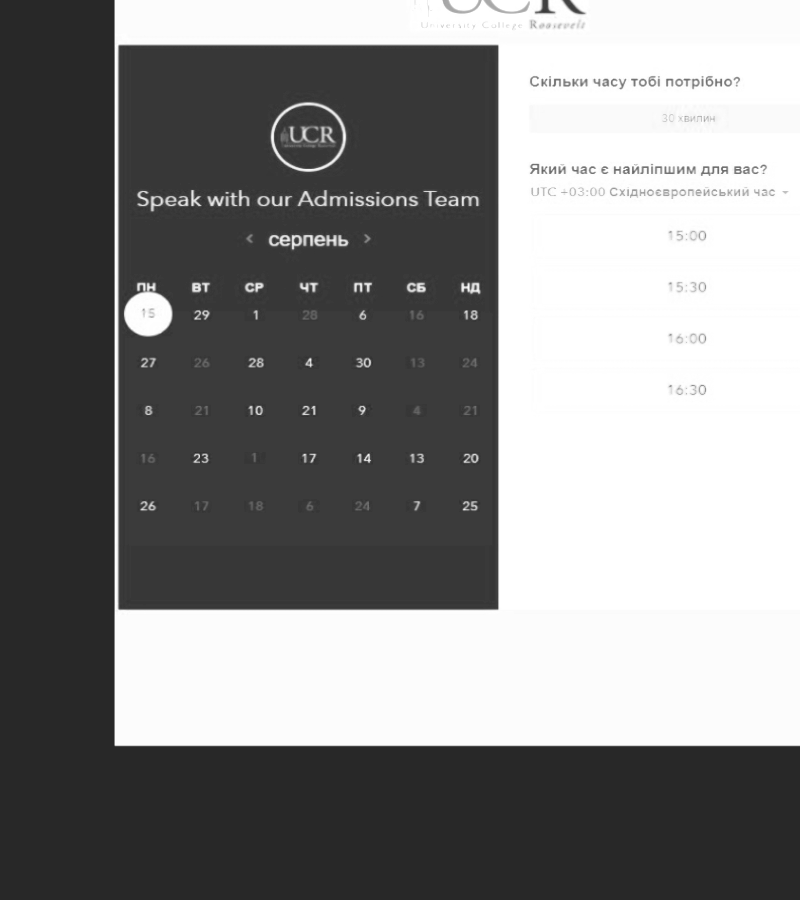 UCR
University College Roosevelt
UCR
Speak with our Admissions Team
< серпень >
ПН ВТ СР ЧТ ПТ СБ НД
15 29 1 28 6 16 18
27 26 28 4 30 13 24
8 21 10 21 9 4 21
16 23 1 17 14 13 20
26 17 18 6 24 7 25
Скільки часу тобі потрібно?
30 хвилин
Який час є найліпшим для вас?
UTC +03:00 Східноєвропейський час
15:00
15:30
16:00
16:30